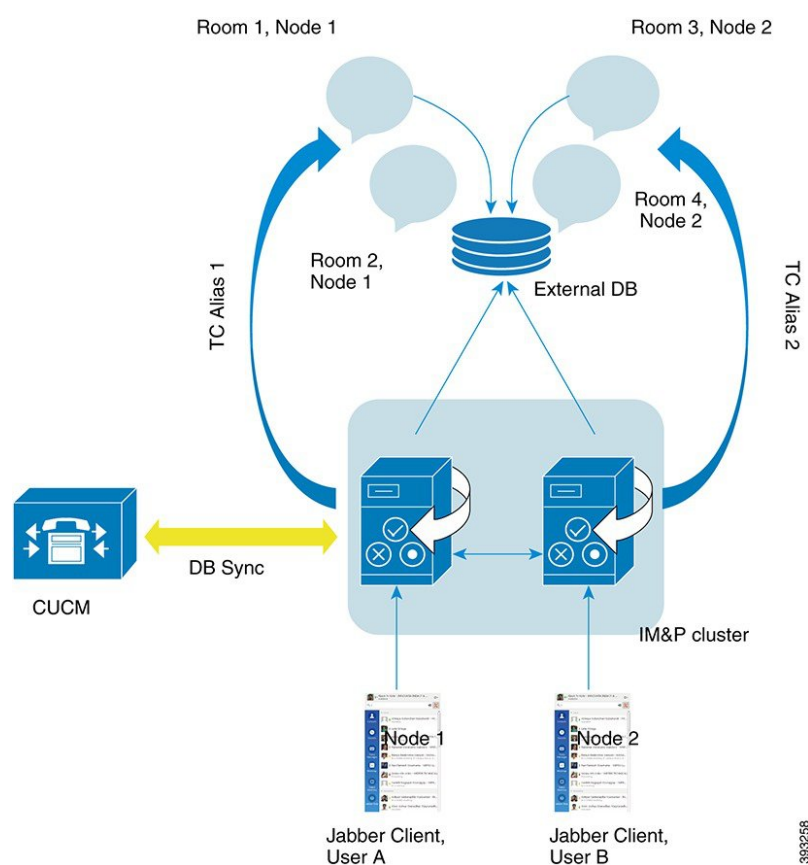 Room 1, Node 1
Room 3, Node 2
Room 4,
Node 2
Room 2,
Node 1
External DB
TC Alias 1
TC Alias 2
DB Sync
CUCM
IM&P cluster
Node 1
Node 2
Jabber Client,
User A
Jabber Client,
User B
393258